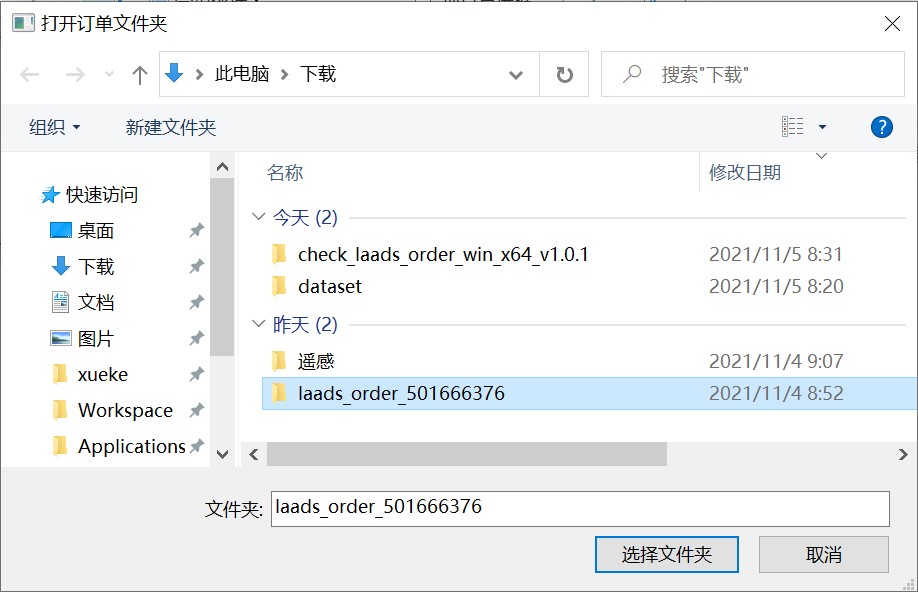 打开订单文件夹
此电脑 > 下载
搜索"下载"
组织 新建文件夹 ?
名称 修改日期
快速访问
桌面
下载
文档
图片
xueke
Workspace
Applications
今天 (2)
check_laads_order_win_x64_v1.0.1 2021/11/5 8:31
dataset 2021/11/5 8:20
昨天 (2)
遥感 2021/11/4 9:07
laads_order_501666376 2021/11/4 8:52
文件夹: laads_order_501666376
选择文件夹 取消